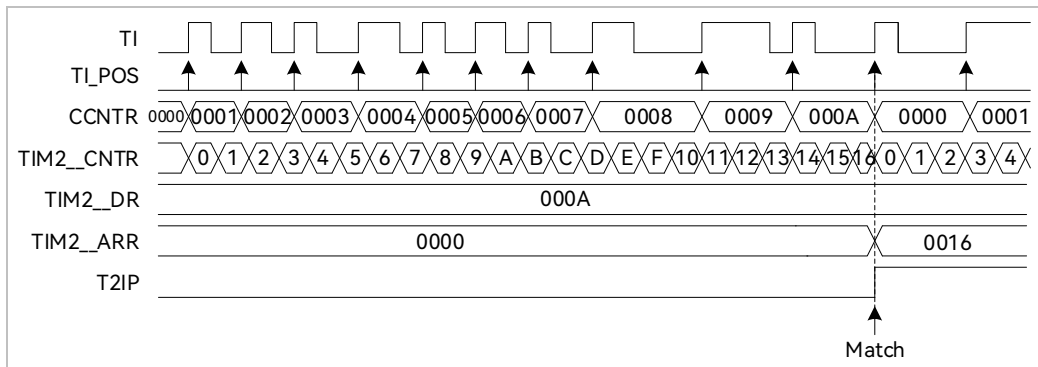 TI
TI_POS
CCNTR 0000 0001 0002 0003 0004 0005 0006 0007 0008 0009 000A 0000 0001
TIM2__CNTR 0 1 2 3 4 5 6 7 8 9 A B C D E F 10 11 12 13 14 15 16 0 1 2 3 4
TIM2__DR 000A
TIM2__ARR 0000 0016
T2IP
Match